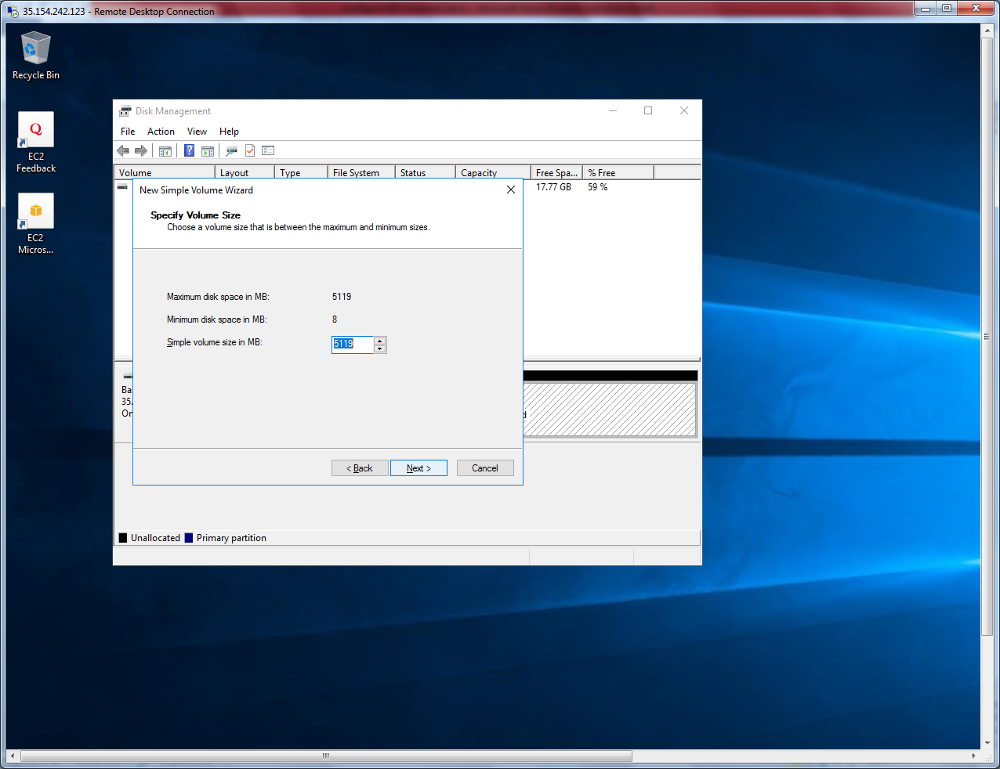 35.154.242.123 - Remote Desktop Connection
Recycle Bin
EC2
Feedback
EC2
Micros...
Disk Management
File Action View Help
Volume Layout Type File System Status Capacity Free Spa... % Free
17.77 GB 59 %
New Simple Volume Wizard
Specify Volume Size
Choose a volume size that is between the maximum and minimum sizes.
Maximum disk space in MB: 5119
Minimum disk space in MB: 8
Simple volume size in MB: 5119
Ba
35.
On
d
< Back Next > Cancel
Unallocated Primary partition